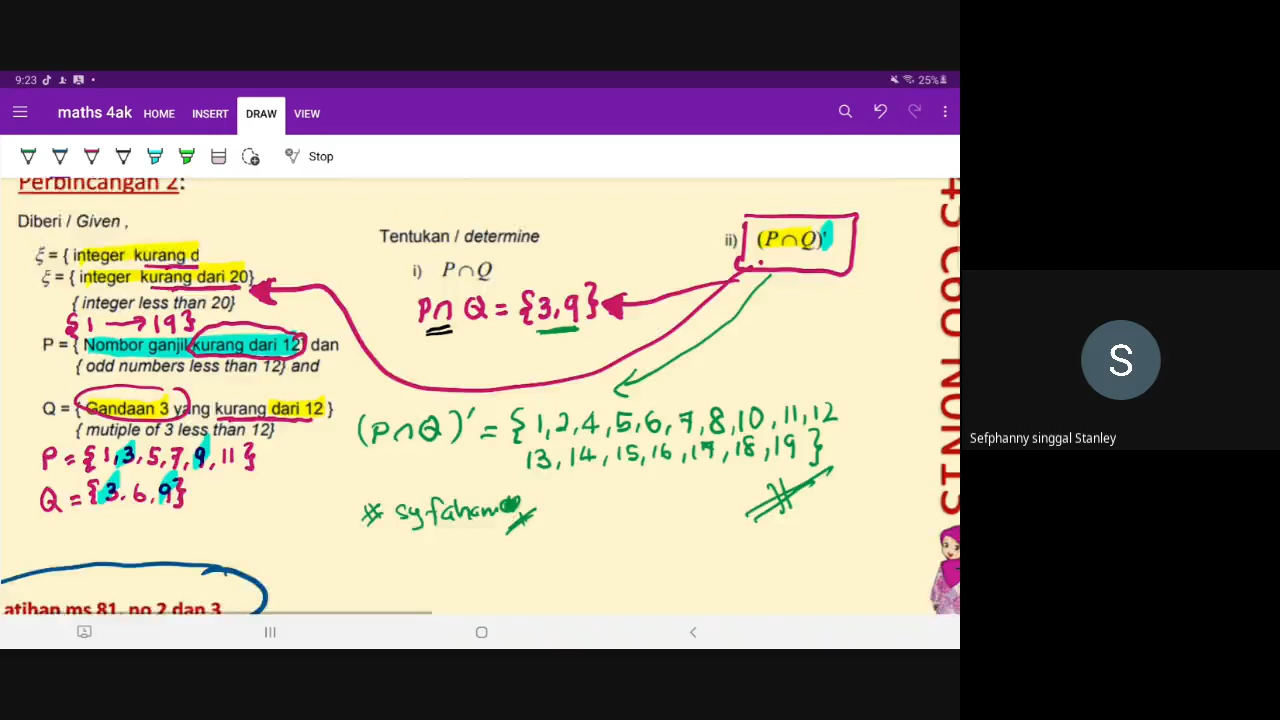 9:23
25%
maths 4ak HOME INSERT DRAW VIEW
Stop
Perbincangan 2:
Diberi / Given ,
ξ = { integer kurang d
ξ = { integer kurang dari 20}
{ integer less than 20}
{1 → 19}
P = { Nombor ganjil kurang dari 12} dan
{ odd numbers less than 12} and
Q = { Gandaan 3 yang kurang dari 12 }
{ mutiple of 3 less than 12}
P = {1,3,5,7,9,11}
Q = {3,6,9}
Tentukan / determine
i) P∩Q
P∩Q = {3,9}
ii) (P∩Q)'
(P∩Q)' = {1,2,4,5,6,7,8,10,11,12
13,14,15,16,17,18,19}
atihan ms 81, no 2 dan 3
S
Sefphanny singgal Stanley